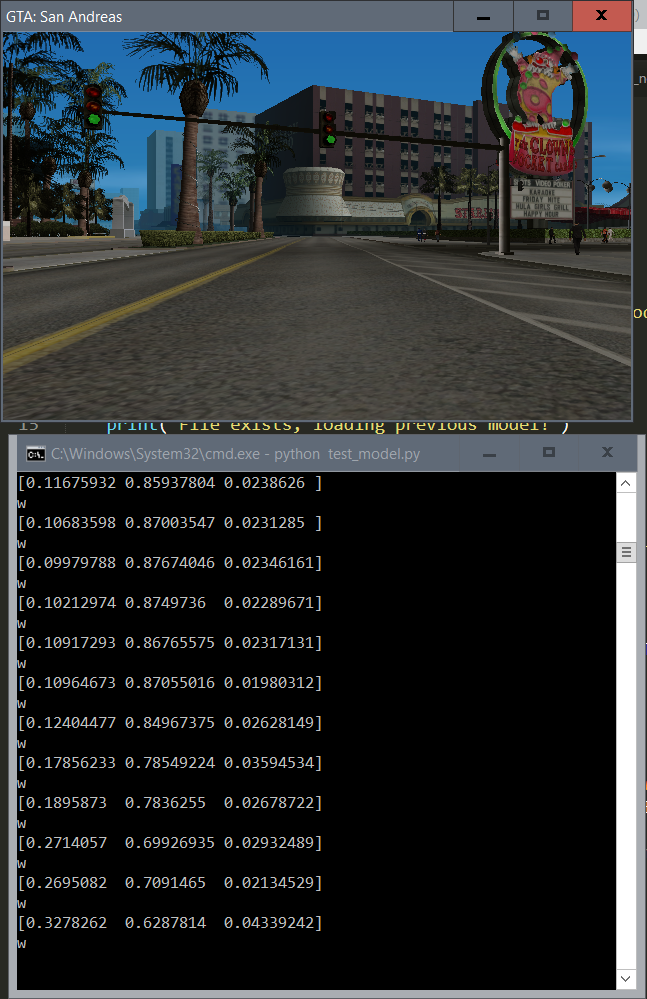 GTA: San Andreas
_n
CLOWN
POCKET
VIDEO POKER
KARAOKE
FRIDAY NITE
HULA GIRLS GRILL
HAPPY HOUR
15 print( File exists, loading previous model! )
C:\Windows\System32\cmd.exe - python  test_model.py
[0.11675932 0.85937804 0.0238626 ]
w
[0.10683598 0.87003547 0.0231285 ]
w
[0.09979788 0.87674046 0.02346161]
w
[0.10212974 0.8749736  0.02289671]
w
[0.10917293 0.86765575 0.02317131]
w
[0.10964673 0.87055016 0.01980312]
w
[0.12404477 0.84967375 0.02628149]
w
[0.17856233 0.78549224 0.03594534]
w
[0.1895873  0.7836255  0.02678722]
w
[0.2714057  0.69926935 0.02932489]
w
[0.2695082  0.7091465  0.02134529]
w
[0.3278262  0.6287814  0.04339242]
w